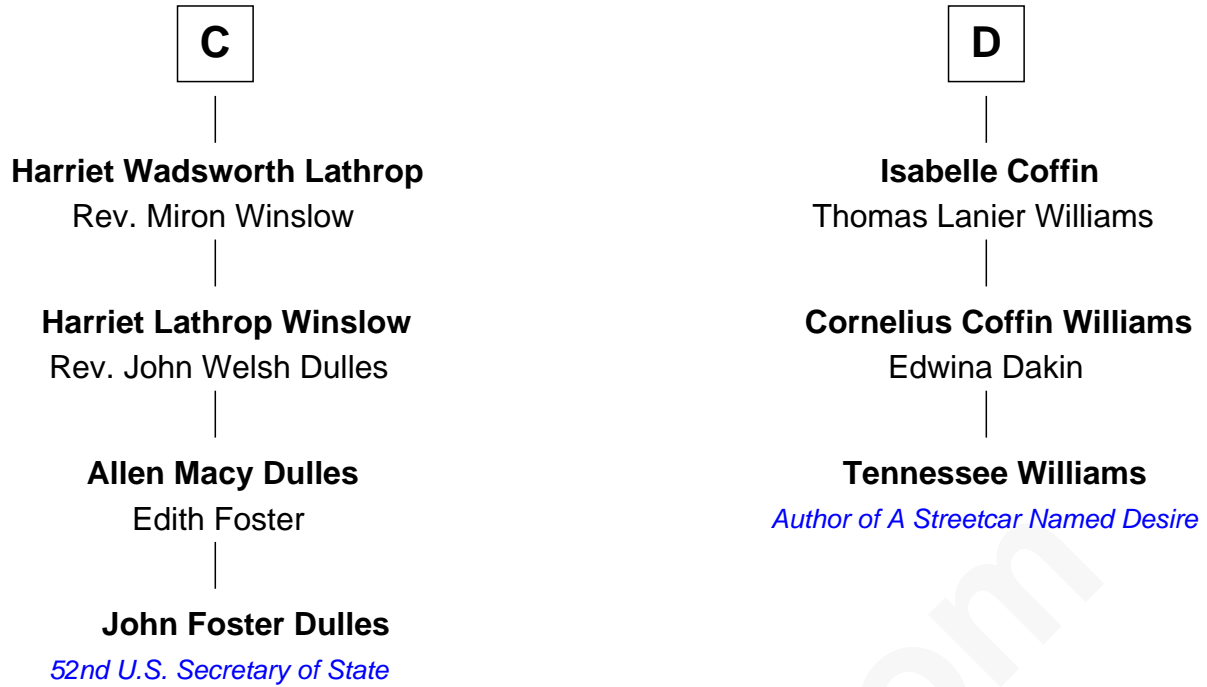 C
Harriet Wadsworth Lathrop
Rev. Miron Winslow
Harriet Lathrop Winslow
Rev. John Welsh Dulles
Allen Macy Dulles
Edith Foster
John Foster Dulles
52nd U.S. Secretary of State
D
Isabelle Coffin
Thomas Lanier Williams
Cornelius Coffin Williams
Edwina Dakin
Tennessee Williams
Author of A Streetcar Named Desire
om